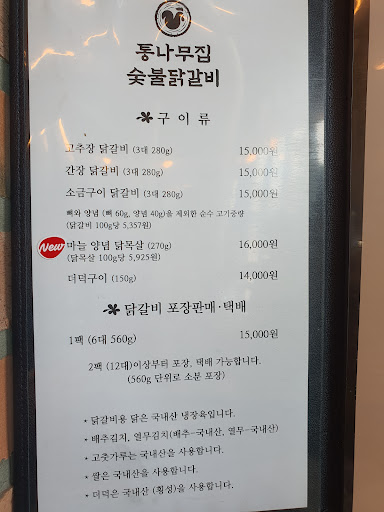 통나무집
숯불닭갈비
구이류
고추장 닭갈비 (3대 280g) 15,000원
간장 닭갈비 (3대 280g) 15,000원
소금구이 닭갈비 (3대 280g) 15,000원
뼈와 양념 (뼈 60g, 양념 40g)을 제외한 순수 고기중량
(닭갈비 100g당 5,357원)
New 마늘 양념 닭목살 (270g) 16,000원
(닭목살 100g당 5,925원)
더덕구이 (150g) 14,000원
닭갈비 포장판매·택배
1팩 (6대 560g) 15,000원
2팩 (12대)이상부터 포장, 택배 가능합니다.
(560g 단위로 소분 포장)
* 닭갈비용 닭은 국내산 냉장육입니다.
* 배추김치, 열무김치(배추-국내산, 열무-국내산)
* 고춧가루는 국내산을 사용합니다.
* 쌀은 국내산을 사용합니다.
* 더덕은 국내산 (횡성)을 사용합니다.